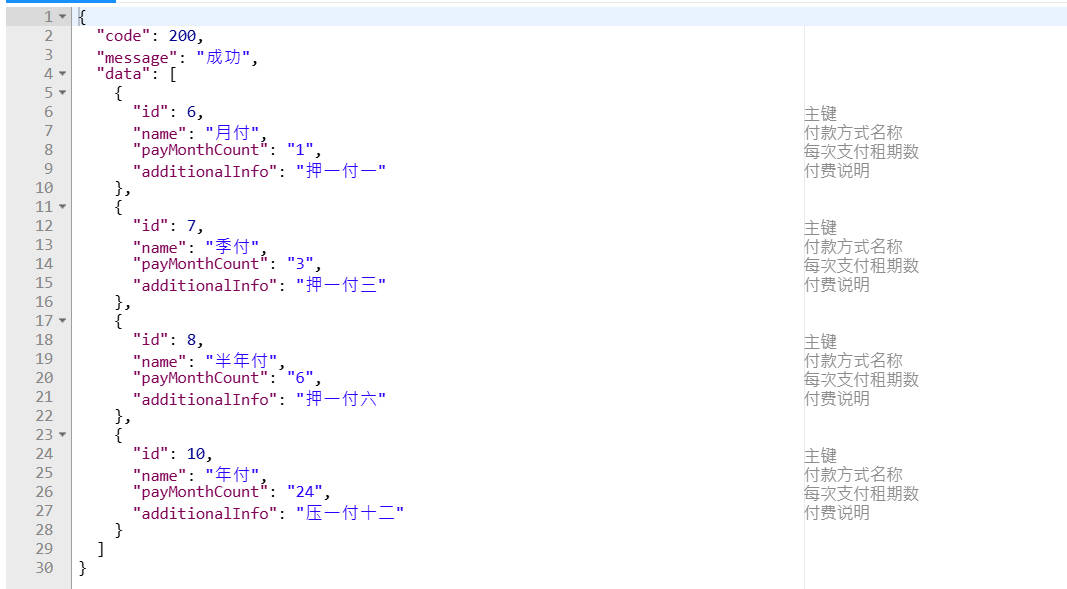 1 {
2 "code": 200,
3 "message": "成功",
4 "data": [
5 {
6 "id": 6, 主键
7 "name": "月付", 付款方式名称
8 "payMonthCount": "1", 每次支付租期数
9 "additionalInfo": "押一付一" 付费说明
10 },
11 {
12 "id": 7, 主键
13 "name": "季付", 付款方式名称
14 "payMonthCount": "3", 每次支付租期数
15 "additionalInfo": "押一付三" 付费说明
16 },
17 {
18 "id": 8, 主键
19 "name": "半年付", 付款方式名称
20 "payMonthCount": "6", 每次支付租期数
21 "additionalInfo": "押一付六" 付费说明
22 },
23 {
24 "id": 10, 主键
25 "name": "年付", 付款方式名称
26 "payMonthCount": "24", 每次支付租期数
27 "additionalInfo": "压一付十二" 付费说明
28 }
29 ]
30 }